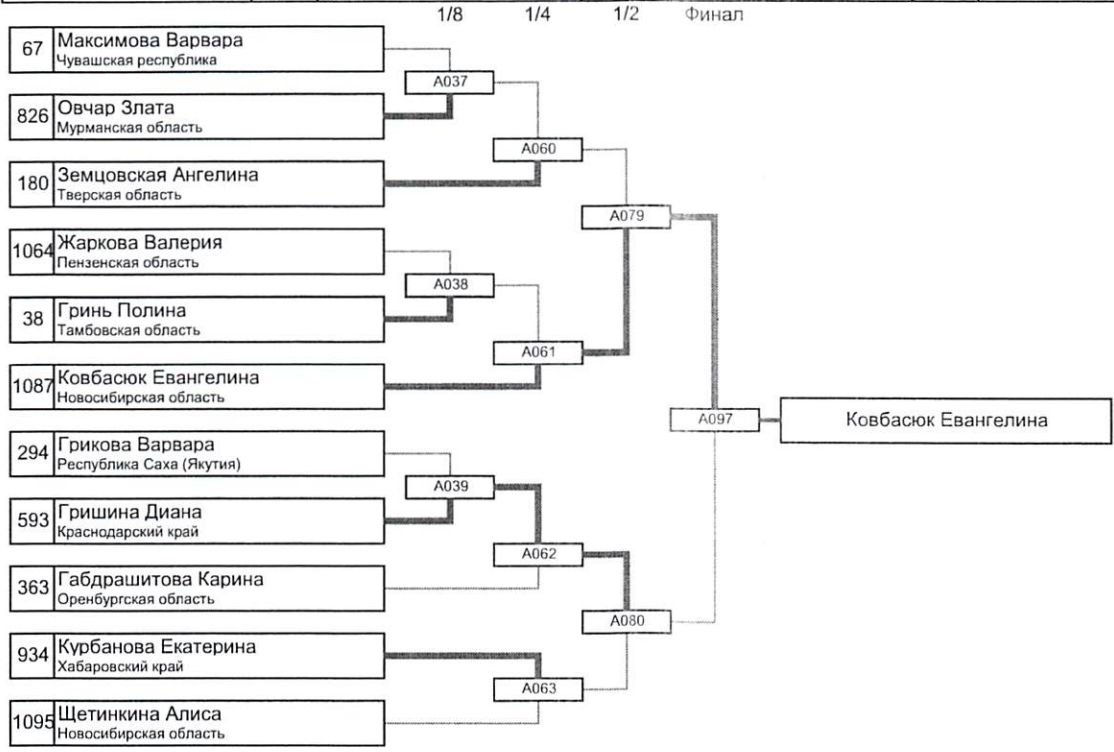 1/8 1/4 1/2 Финал
67 Максимова Варвара
Чувашская республика
A037
826 Овчар Злата
Мурманская область
A060
180 Земцовская Ангелина
Тверская область
A079
1064 Жаркова Валерия
Пензенская область
A038
38 Гринь Полина
Тамбовская область
A061
1087 Ковбасюк Евангелина
Новосибирская область
A097 Ковбасюк Евангелина
294 Грикова Варвара
Республика Саха (Якутия)
A039
593 Гришина Диана
Краснодарский край
A062
363 Габдрашитова Карина
Оренбургская область
A080
934 Курбанова Екатерина
Хабаровский край
A063
1095 Щетинкина Алиса
Новосибирская область